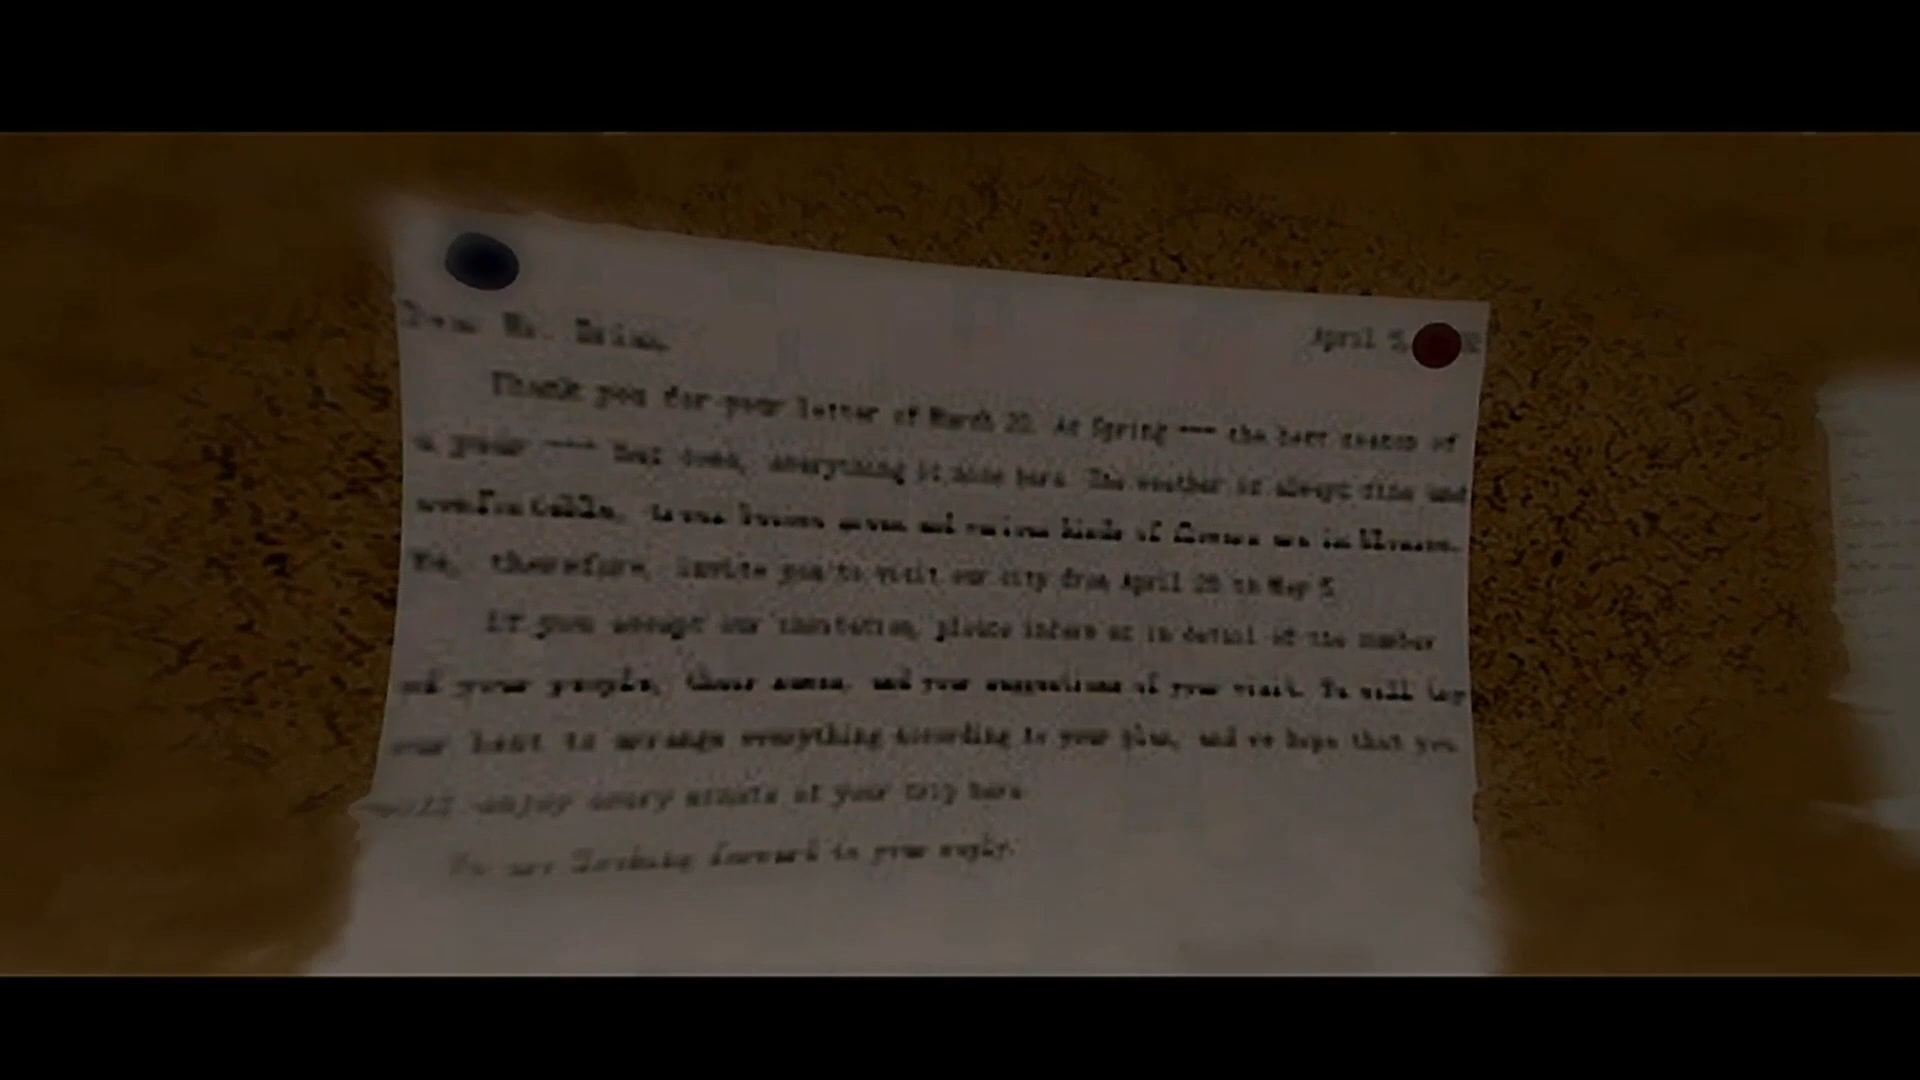 Dear Mr. Brian,
April 5,
Thank you for your letter of March 20. As Spring --- the best season of
a year --- has come, everything is nice here. The weather is always fine and
comfortable, trees become green and various kinds of flowers are in blossom.
We, therefore, invite you to visit our city from April 28 to May 5
If you accept our invitation, please inform us in detail of the number
of your people, their names, and your suggestions of your visit. We will try
our best to arrange everything according to your plan, and we hope that you
will enjoy every minute of your trip here
We are looking forward to your reply.